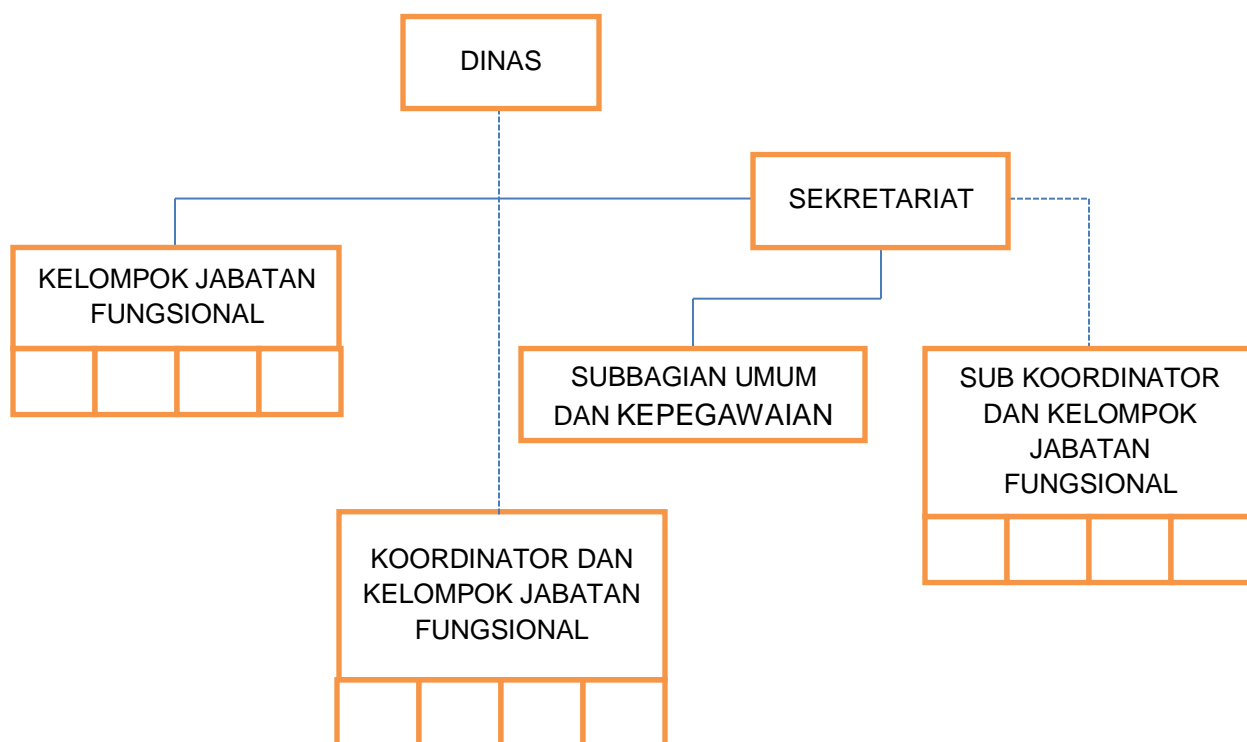 DINAS
SEKRETARIAT
KELOMPOK JABATAN
FUNGSIONAL
SUBBAGIAN UMUM
DAN KEPEGAWAIAN
SUB KOORDINATOR
DAN KELOMPOK
JABATAN
FUNGSIONAL
KOORDINATOR DAN
KELOMPOK JABATAN
FUNGSIONAL